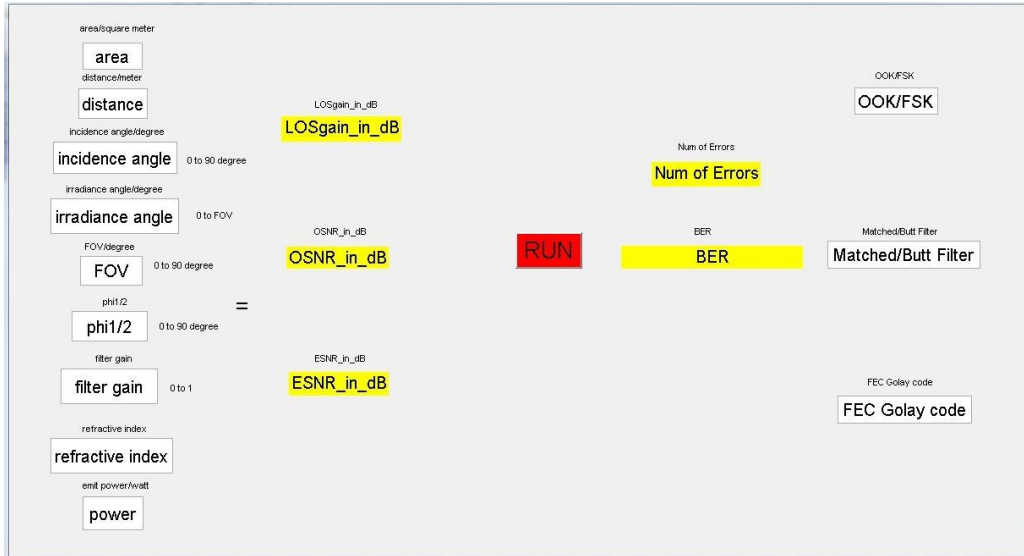 area/square meter
area
distance/meter
distance
incidence angle/degree
incidence angle 0 to 90 degree
irradiance angle/degree
irradiance angle 0 to FOV
FOV/degree
FOV 0 to 90 degree
phi1/2
phi1/2 0 to 90 degree
=
filter gain
filter gain 0 to 1
refractive index
refractive index
emit power/watt
power
LOSgain_in_dB
LOSgain_in_dB
OSNR_in_dB
OSNR_in_dB
ESNR_in_dB
ESNR_in_dB
RUN
Num of Errors
Num of Errors
BER
BER
OOK/FSK
OOK/FSK
Matched/Butt Filter
Matched/Butt Filter
FEC Golay code
FEC Golay code